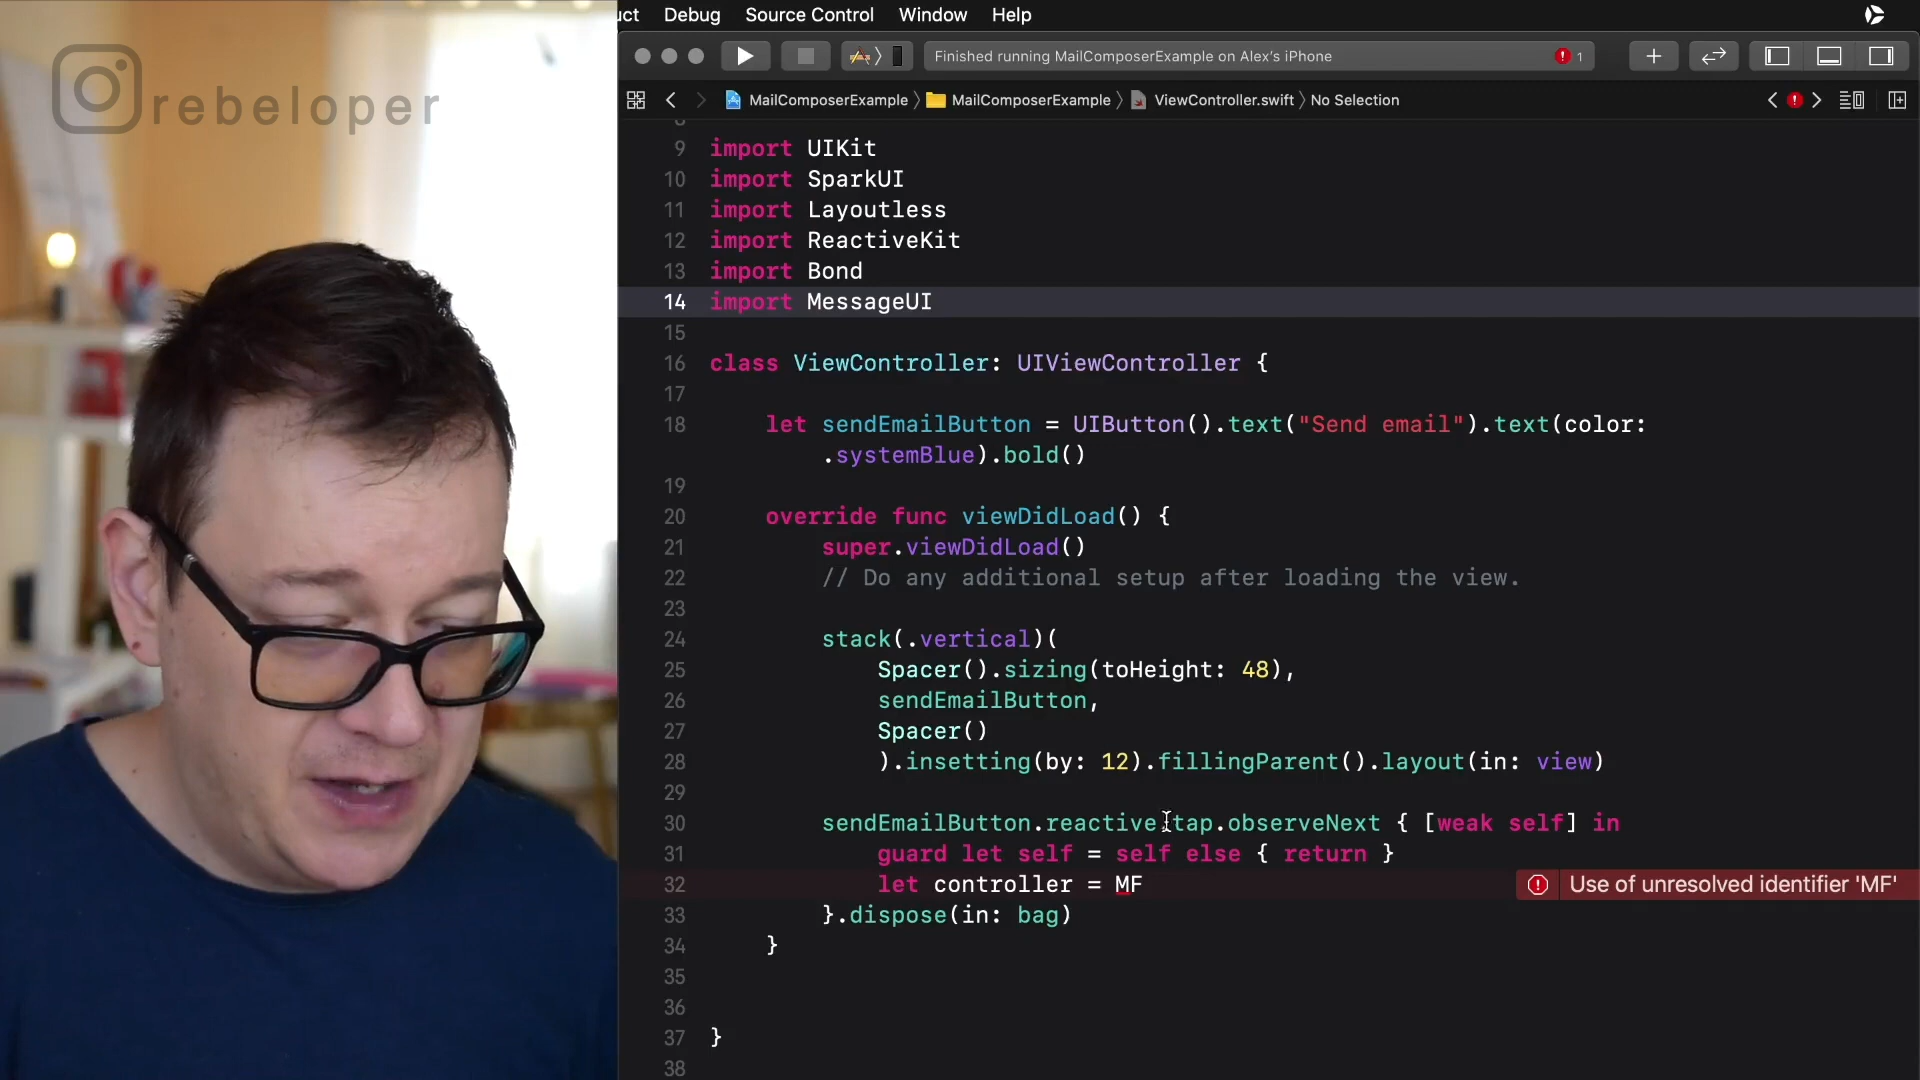 rebeloper
Debug Source Control Window Help
Finished running MailComposerExample on Alex's iPhone 1
MailComposerExample MailComposerExample ViewController.swift No Selection
9 import UIKit
10 import SparkUI
11 import Layoutless
12 import ReactiveKit
13 import Bond
14 import MessageUI
15
16 class ViewController: UIViewController {
17
18 let sendEmailButton = UIButton().text("Send email").text(color:
.systemBlue).bold()
19
20 override func viewDidLoad() {
21 super.viewDidLoad()
22 // Do any additional setup after loading the view.
23
24 stack(.vertical)(
25 Spacer().sizing(toHeight: 48),
26 sendEmailButton,
27 Spacer()
28 ).insetting(by: 12).fillingParent().layout(in: view)
29
30 sendEmailButton.reactive.tap.observeNext { [weak self] in
31 guard let self = self else { return }
32 let controller = MF Use of unresolved identifier 'MF'
33 }.dispose(in: bag)
34 }
35
36
37 }
38